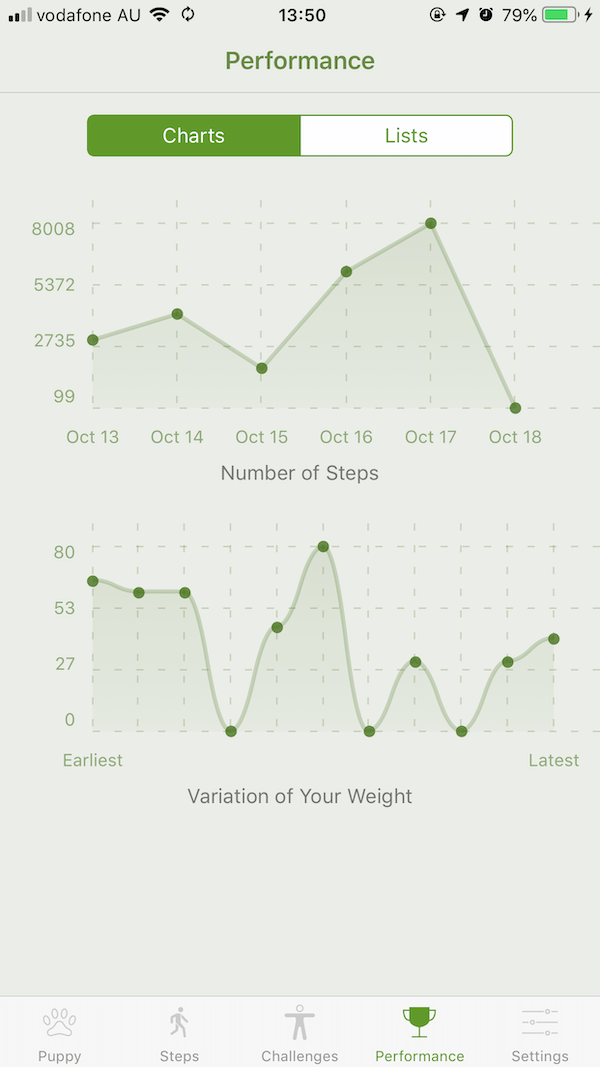 vodafone AU 13:50 79%
Performance
Charts Lists
8008
5372
2735
99
Oct 13 Oct 14 Oct 15 Oct 16 Oct 17 Oct 18
Number of Steps
80
53
27
0
Earliest Latest
Variation of Your Weight
Puppy Steps Challenges Performance Settings